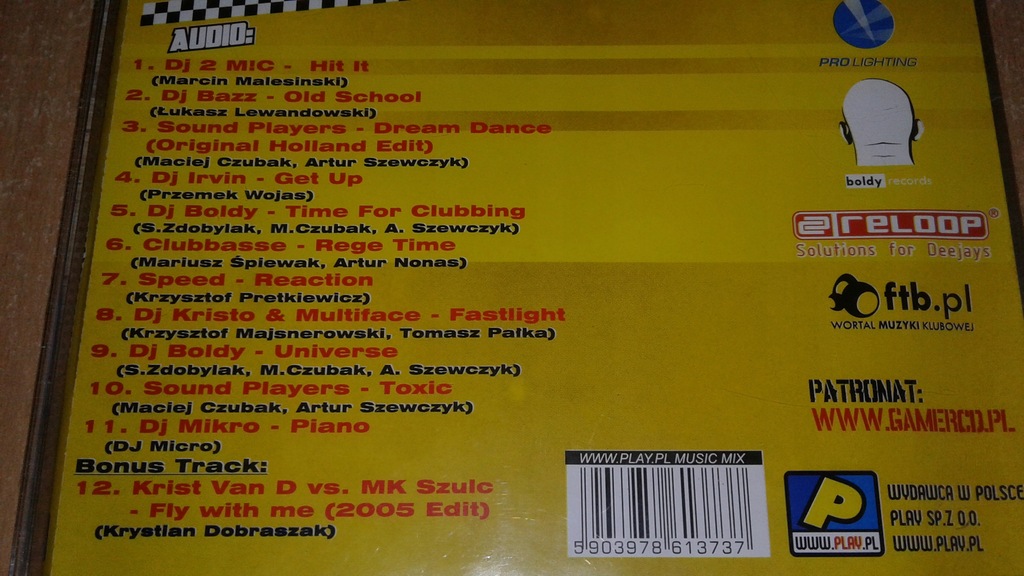 AUDIO:
1. Dj 2 MIC - Hit It
(Marcin Malesinski)
2. Dj Bazz - Old School
(Łukasz Lewandowski)
3. Sound Players - Dream Dance
(Original Holland Edit)
(Maciej Czubak, Artur Szewczyk)
4. Dj Irvin - Get Up
(Przemek Wojas)
5. Dj Boldy - Time For Clubbing
(S.Zdobylak, M.Czubak, A. Szewczyk)
6. Clubbasse - Rege Time
(Mariusz Śpiewak, Artur Nonas)
7. Speed - Reaction
(Krzysztof Pretkiewicz)
8. Dj Kristo & Multiface - Fastlight
(Krzysztof Majsnerowski, Tomasz Pałka)
9. Dj Boldy - Universe
(S.Zdobylak, M.Czubak, A. Szewczyk)
10. Sound Players - Toxic
(Maciej Czubak, Artur Szewczyk)
11. Dj Mikro - Piano
(DJ Micro)
Bonus Track:
12. Krist Van D vs. MK Szulc
- Fly with me (2005 Edit)
(Krystian Dobraszak)
PRO LIGHTING
boldy records
RELOOP®
Solutions for Deejays
ftb.pl
WORTAL MUZYKI KLUBOWEJ
PATRONAT:
WWW.GAMERCD.PL
WWW.PLAY.PL MUSIC MIX
5 903978 613737
P
WWW.PLAY.PL
WYDAWCA W POLSCE
PLAY SP.Z O.O.
WWW.PLAY.PL